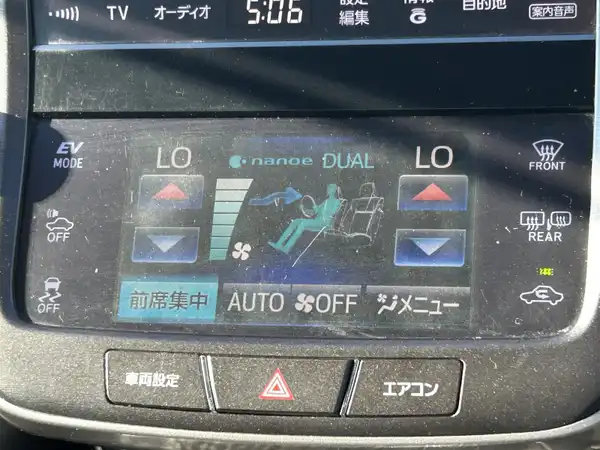 TV オーディオ 5:06 設定 編集 情報 G 目的地 案内音声
EV MODE
LO nanoe DUAL LO
FRONT
OFF
REAR
OFF
前席集中 AUTO OFF メニュー
車両設定 エアコン